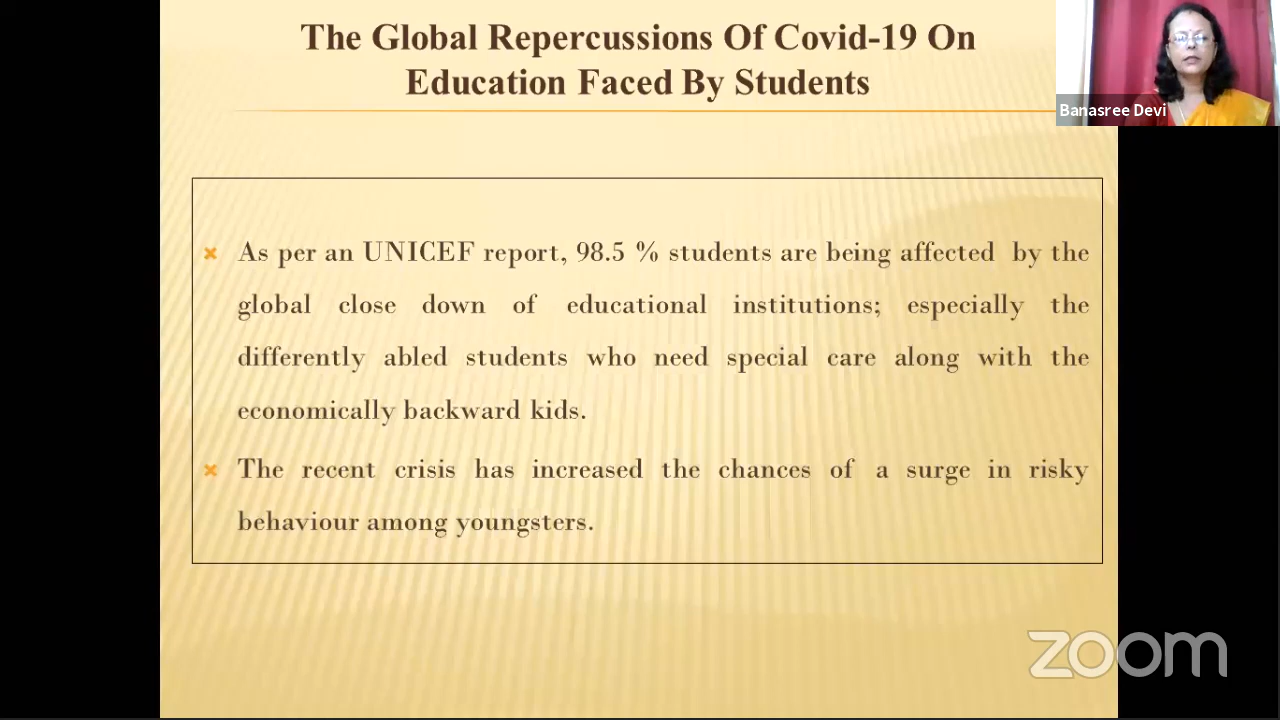 The Global Repercussions Of Covid-19 On
Education Faced By Students
Banasree Devi
As per an UNICEF report, 98.5 % students are being affected by the
global close down of educational institutions; especially the
differently abled students who need special care along with the
economically backward kids.
The recent crisis has increased the chances of a surge in risky
behaviour among youngsters.
zoom